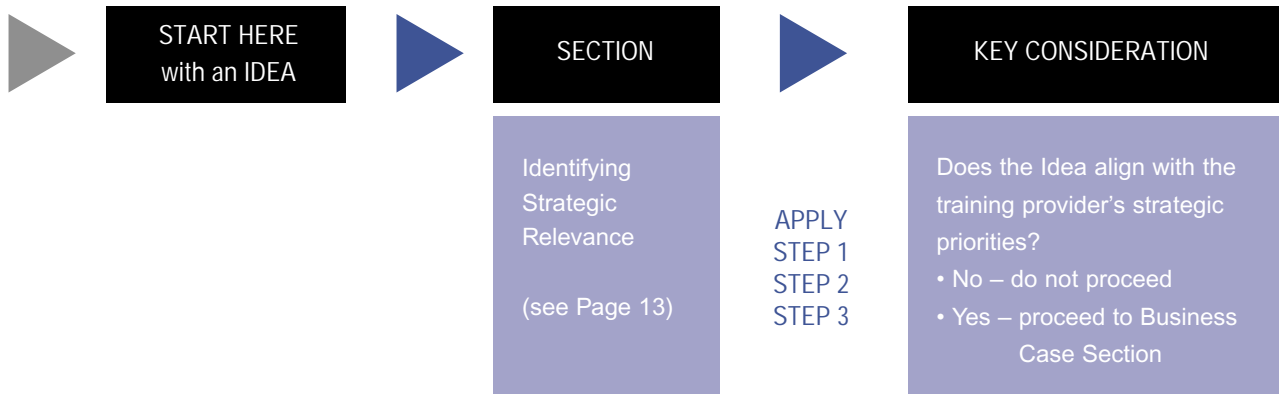 START HERE
with an IDEA
SECTION
KEY CONSIDERATION
Identifying
Strategic
Relevance
(see Page 13)
APPLY
STEP 1
STEP 2
STEP 3
Does the Idea align with the
training provider’s strategic
priorities?
• No – do not proceed
• Yes – proceed to Business
Case Section